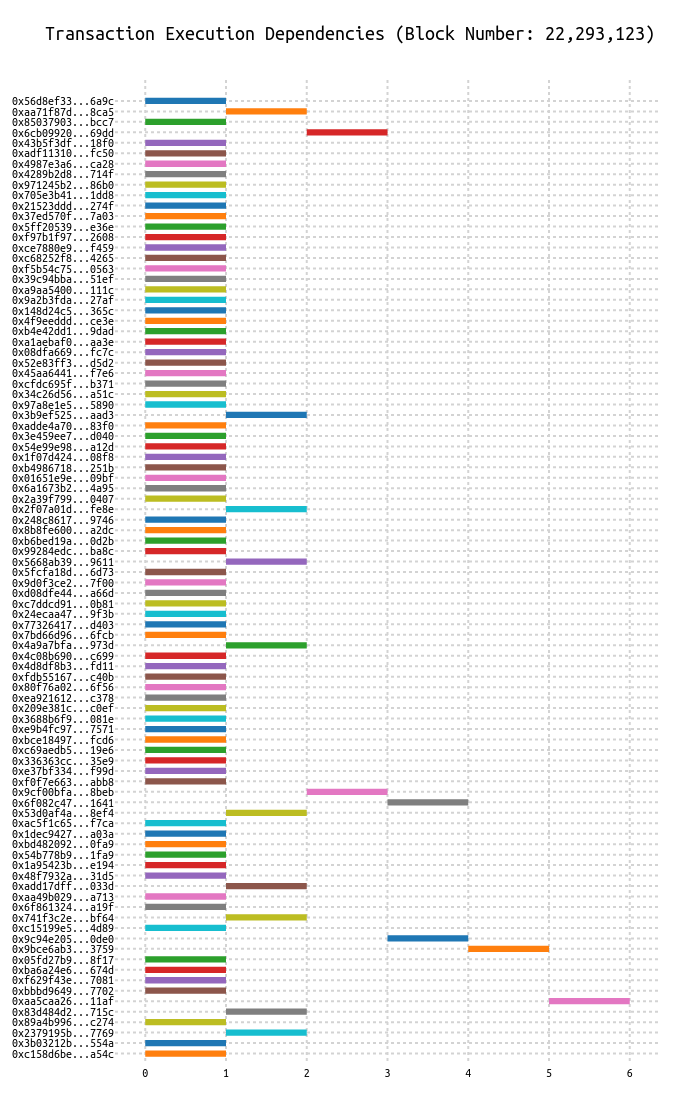 Transaction Execution Dependencies (Block Number: 22,293,123)
0x56d8ef33...6a9c
0xaa71f87d...8ca5
0x85037903...bcc7
0x6cb09920...69dd
0x43b5f3df...18f0
0xadf11310...fc50
0x4987e3a6...ca28
0x4289b2d8...714f
0x971245b2...86b0
0x705e3b41...1dd8
0x21523ddd...274f
0x37ed570f...7a03
0x5ff20539...e36e
0xf97b1f97...2608
0xce7880e9...f459
0xc68252f8...4265
0xf5b54c75...0563
0x39c94bba...51ef
0xa9aa5400...111c
0x9a2b3fda...27af
0x148d24c5...365c
0x4f9eeddd...ce3e
0xb4e42dd1...9dad
0xa1aebaf0...aa3e
0x08dfa669...fc7c
0x52e83ff3...d5d2
0x45aa6441...f7e6
0xcfdc695f...b371
0x34c26d56...a51c
0x97a8e1e5...5890
0x3b9ef525...aad3
0xadde4a70...83f0
0x3e459ee7...d040
0x54e99e98...a12d
0x1f07d424...08f8
0xb4986718...251b
0x01651e9e...09bf
0x6a1673b2...4a95
0x2a39f799...0407
0x2f07a01d...fe8e
0x248c8617...9746
0x8b8fe600...a2dc
0xb6bed19a...0d2b
0x99284edc...ba8c
0x5668ab39...9611
0x5fcfa18d...6d73
0x9d0f3ce2...7f00
0xd08dfe44...a66d
0xc7ddcd91...0b81
0x24ecaa47...9f3b
0x77326417...d403
0x7bd66d96...6fcb
0x4a9a7bfa...973d
0x4c08b690...c699
0x4d8df8b3...fd11
0xfdb55167...c40b
0x80f76a02...6f56
0xea921612...c378
0x209e381c...c0ef
0x3688b6f9...081e
0xe9b4fc97...7571
0xbce18497...fcd6
0xc69aedb5...19e6
0x336363cc...35e9
0xe37bf334...f99d
0xf0f7e663...abb8
0x9cf00bfa...8beb
0x6f082c47...1641
0x53d0af4a...8ef4
0xac5f1c65...f7ca
0x1dec9427...a03a
0xbd482092...0fa9
0x54b778b9...1fa9
0x1a95423b...e194
0x48f7932a...31d5
0xadd17dff...033d
0xaa49b029...a713
0x6f861324...a19f
0x741f3c2e...bf64
0xc15199e5...4d89
0x9c94e205...0de0
0x9bce6ab3...3759
0x05fd27b9...8f17
0xba6a24e6...674d
0xf629f43e...7081
0xbbbd9649...7702
0xaa5caa26...11af
0x83d484d2...715c
0x89a4b996...c274
0x2379195b...7769
0x3b03212b...554a
0xc158d6be...a54c
0 1 2 3 4 5 6